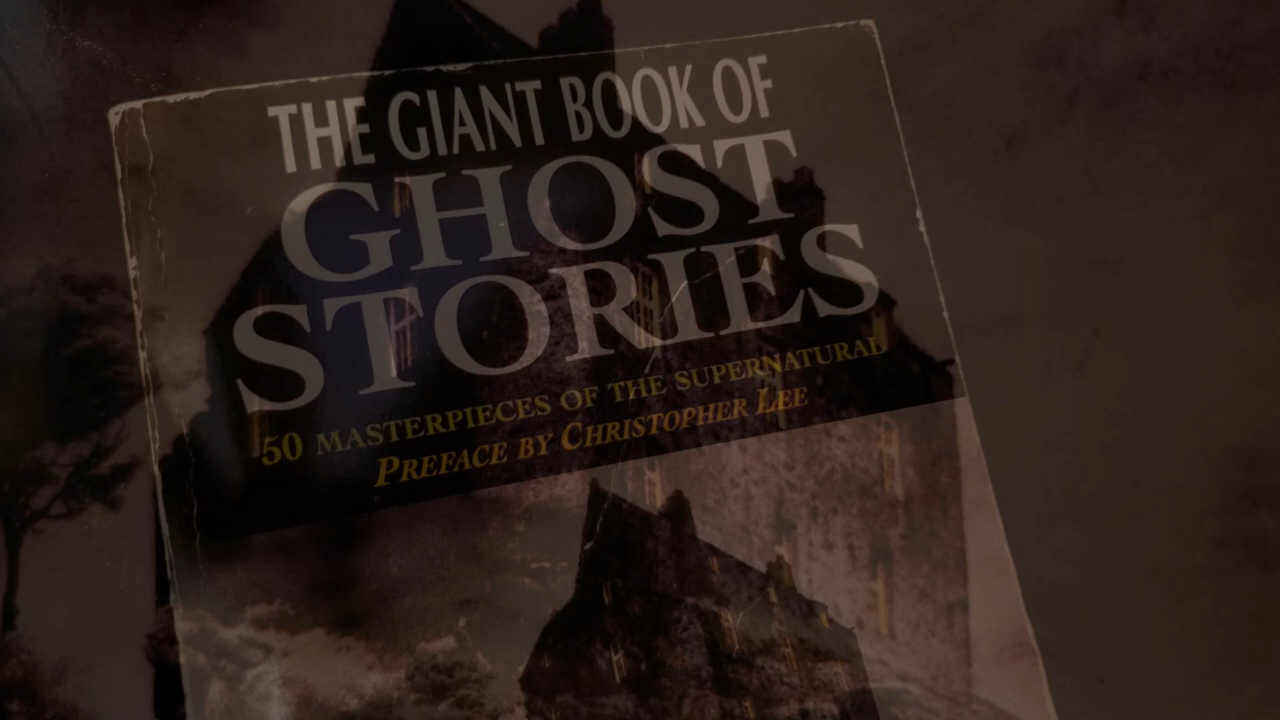 THE GIANT BOOK OF
GHOST
STORIES
50 MASTERPIECES OF THE SUPERNATURAL
PREFACE BY CHRISTOPHER LEE